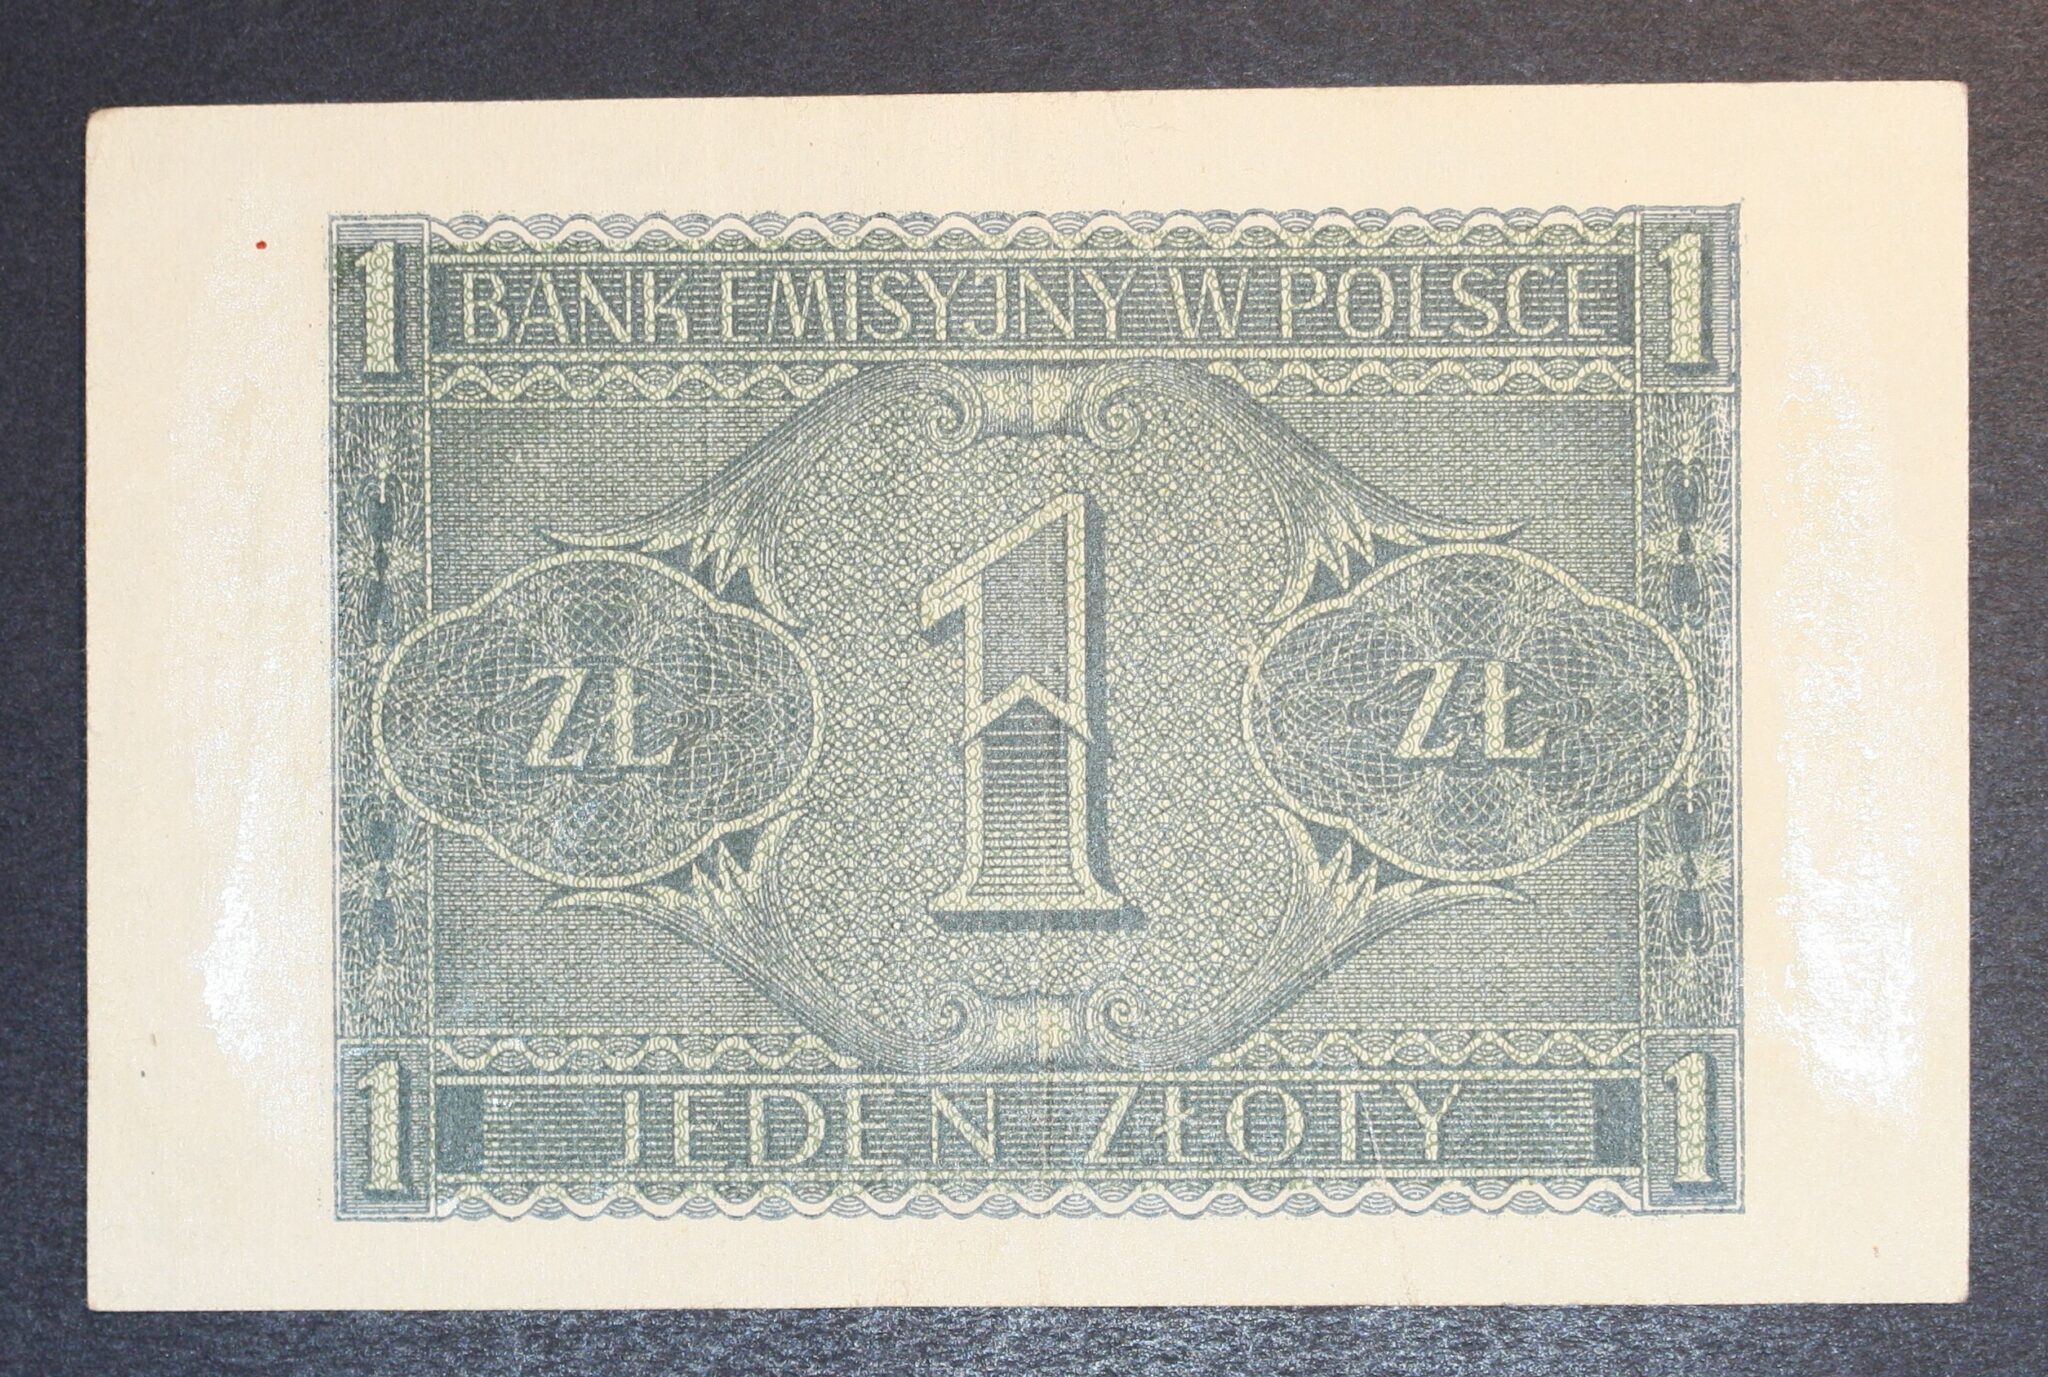 1 BANK EMISYJNY W POLSCE 1
1
ZŁ ZŁ
1 JEDEN ZŁOTY 1